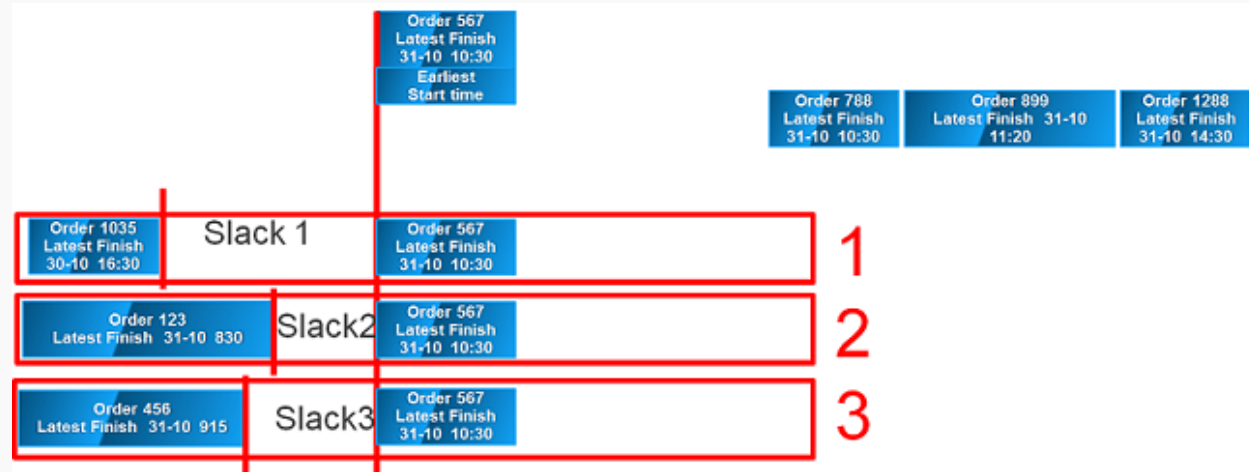 Order 567
Latest Finish
31-10 10:30
Earliest
Start time
Order 788
Latest Finish
31-10 10:30
Order 899
Latest Finish 31-10
11:20
Order 1288
Latest Finish
31-10 14:30
Order 1035
Latest Finish
30-10 16:30
Slack 1
Order 567
Latest Finish
31-10 10:30
1
Order 123
Latest Finish 31-10 830
Slack2
Order 567
Latest Finish
31-10 10:30
2
Order 456
Latest Finish 31-10 915
Slack3
Order 567
Latest Finish
31-10 10:30
3